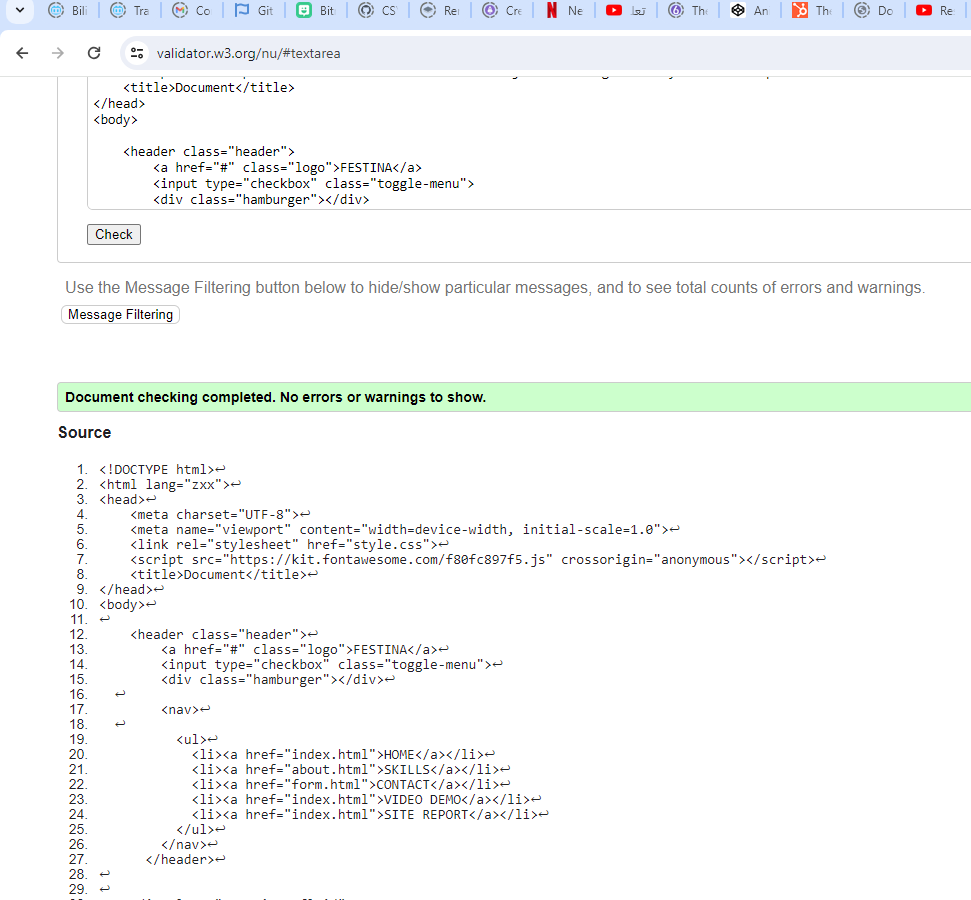 Bili
Tra
Co
Git
Bit
CS
Re
Cre
Ne
تعا
The
An
The
Do
Re
validator.w3.org/nu/#textarea
<title>Document</title>
</head>
<body>
<header class="header">
<a href="#" class="logo">FESTINA</a>
<input type="checkbox" class="toggle-menu">
<div class="hamburger"></div>
Check
Use the Message Filtering button below to hide/show particular messages, and to see total counts of errors and warnings.
Message Filtering
Document checking completed. No errors or warnings to show.
Source
1. <!DOCTYPE html>↩
2. <html lang="zxx">↩
3. <head>↩
4. <meta charset="UTF-8">↩
5. <meta name="viewport" content="width=device-width, initial-scale=1.0">↩
6. <link rel="stylesheet" href="style.css">↩
7. <script src="https://kit.fontawesome.com/f80fc897f5.js" crossorigin="anonymous"></script>↩
8. <title>Document</title>↩
9. </head>↩
10. <body>↩
11. ↩
12. <header class="header">↩
13. <a href="#" class="logo">FESTINA</a>↩
14. <input type="checkbox" class="toggle-menu">↩
15. <div class="hamburger"></div>↩
16. ↩
17. <nav>↩
18. ↩
19. <ul>↩
20. <li><a href="index.html">HOME</a></li>↩
21. <li><a href="about.html">SKILLS</a></li>↩
22. <li><a href="form.html">CONTACT</a></li>↩
23. <li><a href="index.html">VIDEO DEMO</a></li>↩
24. <li><a href="index.html">SITE REPORT</a></li>↩
25. </ul>↩
26. </nav>↩
27. </header>↩
28. ↩
29. ↩